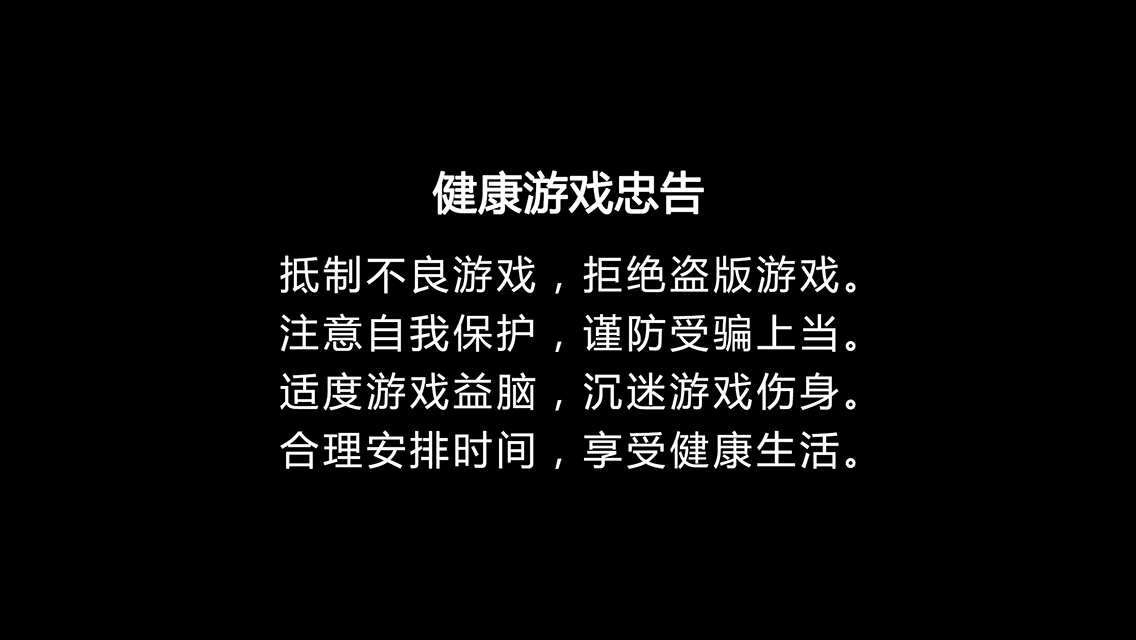 健康游戏忠告
抵制不良游戏，拒绝盗版游戏。
注意自我保护，谨防受骗上当。
适度游戏益脑，沉迷游戏伤身。
合理安排时间，享受健康生活。